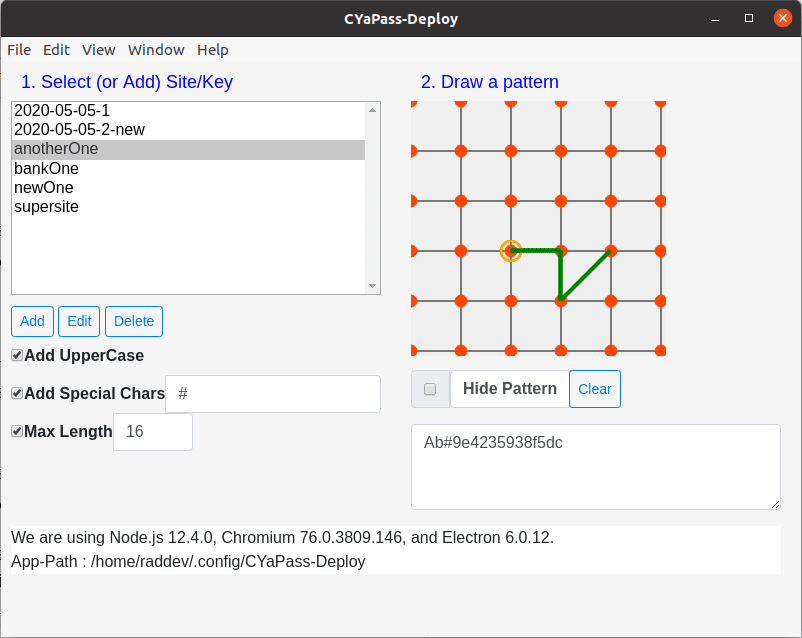 CYaPass-Deploy
File Edit View Window Help
1. Select (or Add) Site/Key
2020-05-05-1
2020-05-05-2-new
anotherOne
bankOne
newOne
supersite
Add Edit Delete
Add UpperCase
Add Special Chars #
Max Length 16
2. Draw a pattern
Hide Pattern Clear
Ab#9e4235938f5dc
We are using Node.js 12.4.0, Chromium 76.0.3809.146, and Electron 6.0.12.
App-Path : /home/raddev/.config/CYaPass-Deploy